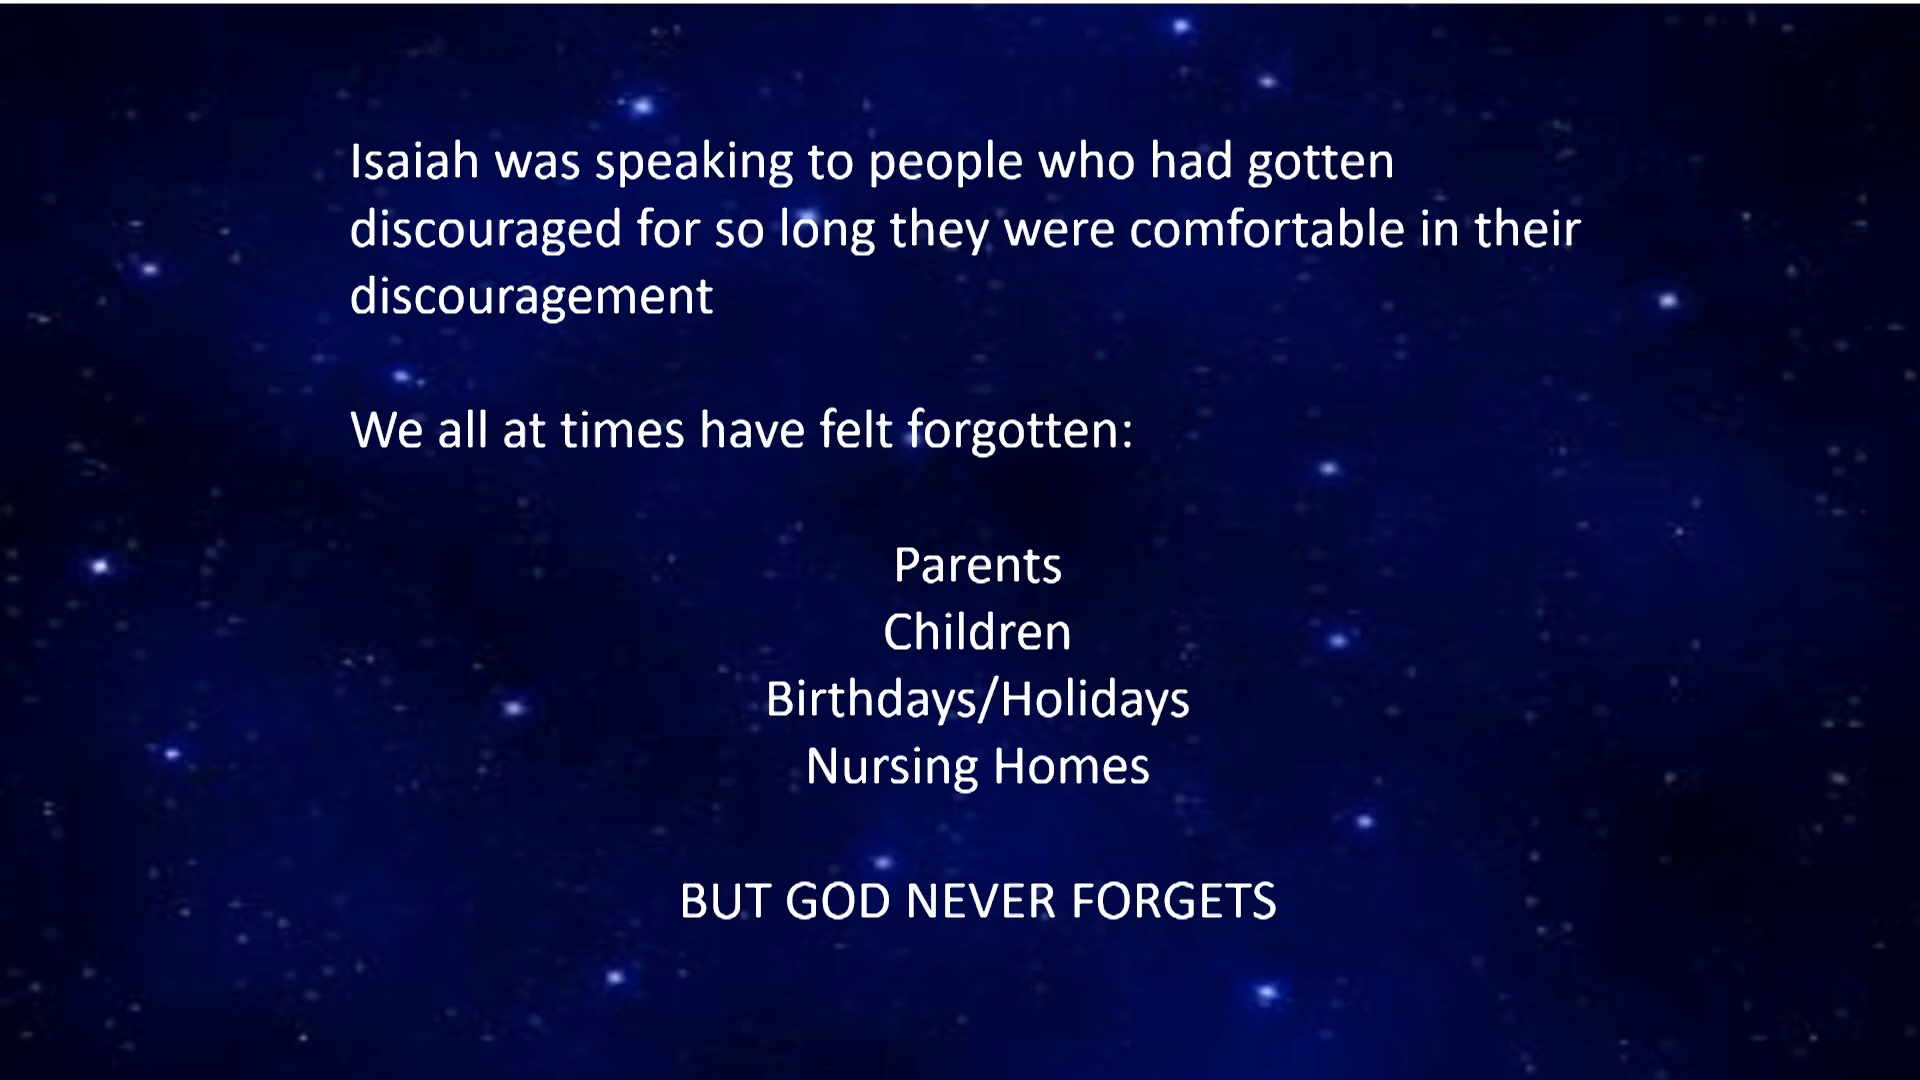 Isaiah was speaking to people who had gotten
discouraged for so long they were comfortable in their
discouragement
We all at times have felt forgotten:
Parents
Children
Birthdays/Holidays
Nursing Homes
BUT GOD NEVER FORGETS